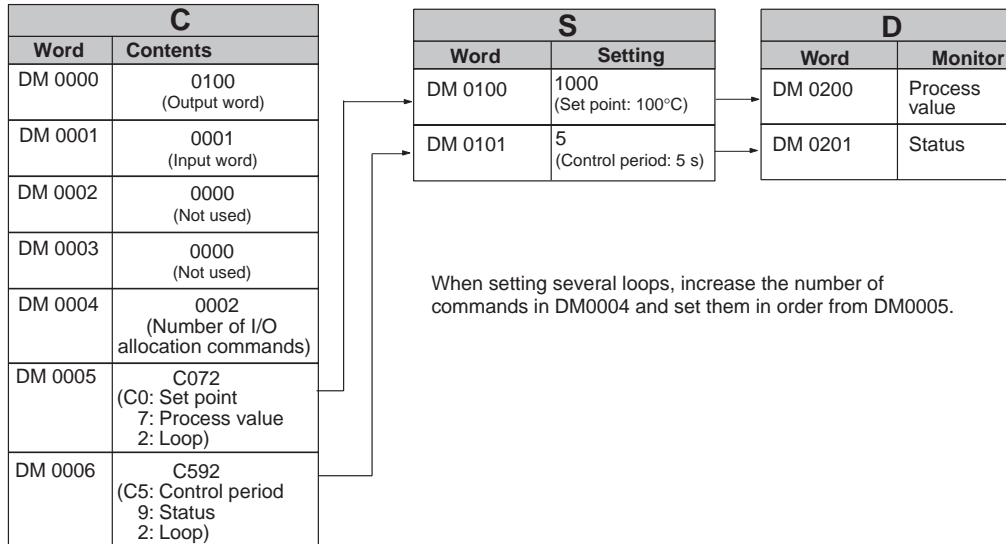 C
Word Contents
DM 0000 0100
(Output word)
DM 0001 0001
(Input word)
DM 0002 0000
(Not used)
DM 0003 0000
(Not used)
DM 0004 0002
(Number of I/O
allocation commands)
DM 0005 C072
(C0: Set point
7: Process value
2: Loop)
DM 0006 C592
(C5: Control period
9: Status
2: Loop)
S
Word Setting
DM 0100 1000
(Set point: 100°C)
DM 0101 5
(Control period: 5 s)
D
Word Monitor
DM 0200 Process
value
DM 0201 Status
When setting several loops, increase the number of
commands in DM0004 and set them in order from DM0005.